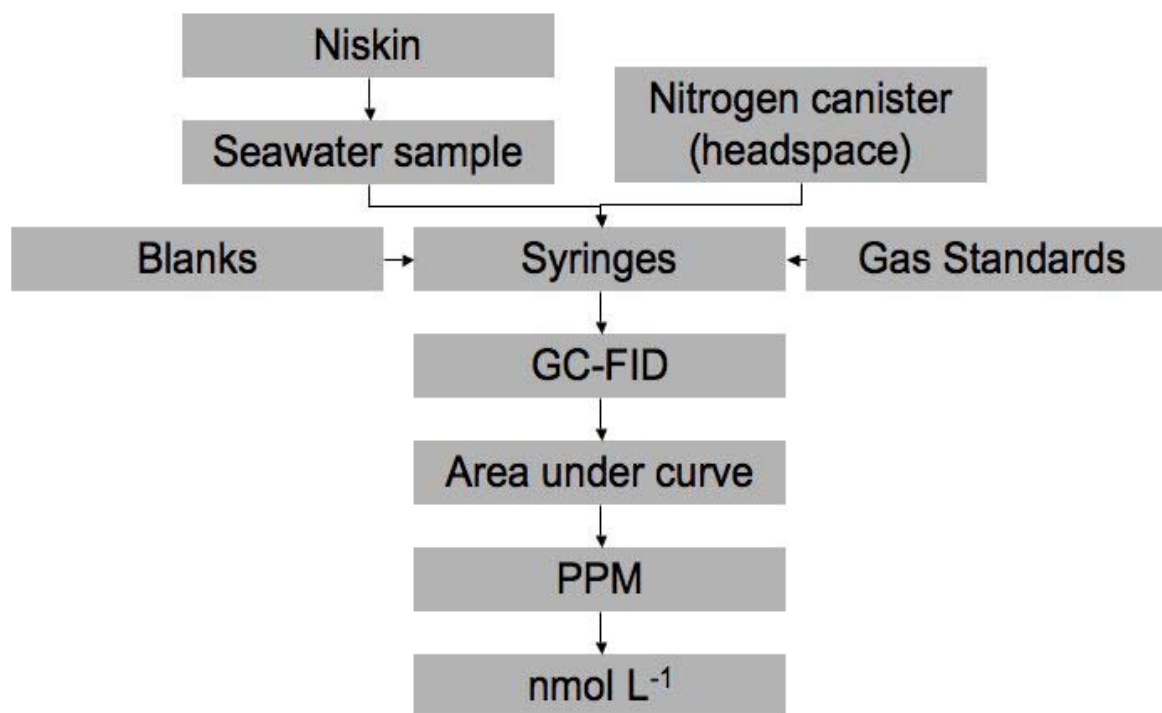 Niskin
Nitrogen canister
(headspace)
Seawater sample
Blanks
Syringes
Gas Standards
GC-FID
Area under curve
PPM
nmol L⁻¹